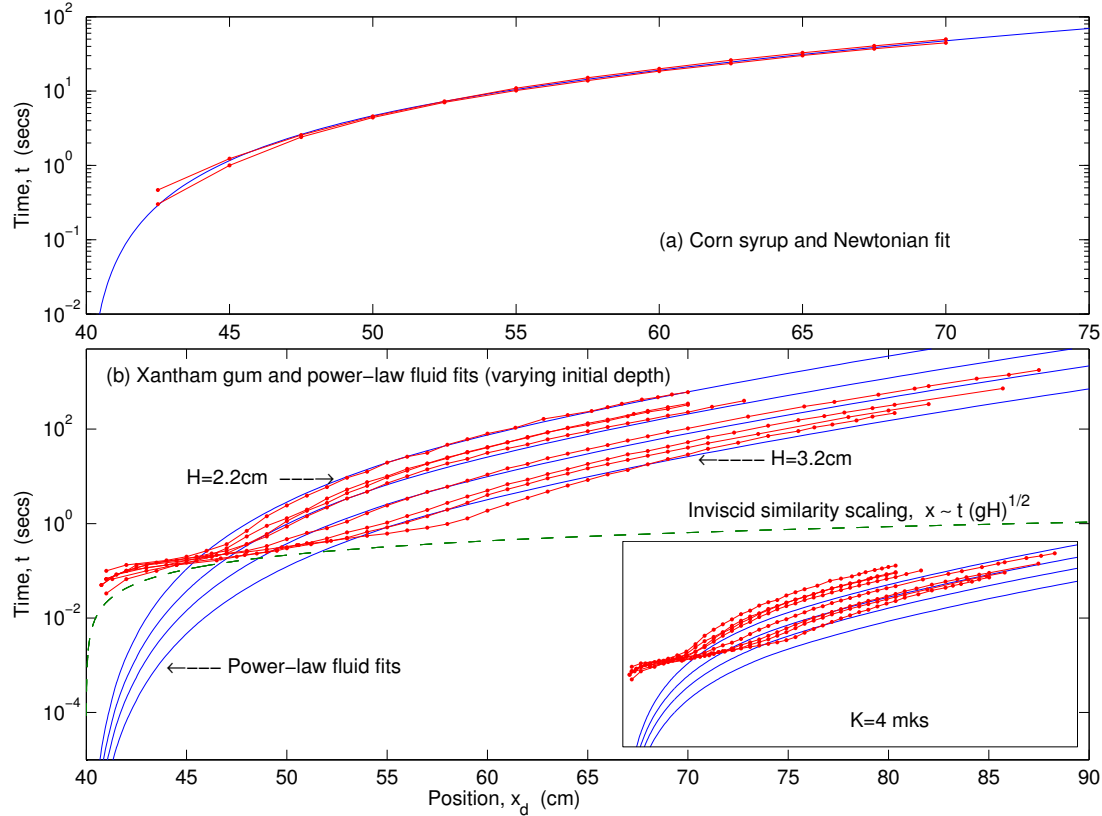 10^2
10^1
10^0
10^-1
10^-2
Time, t (secs)
(a) Corn syrup and Newtonian fit
40 45 50 55 60 65 70 75
(b) Xantham gum and power-law fluid fits (varying initial depth)
10^2
10^0
10^-2
10^-4
Time, t (secs)
H=2.2cm
H=3.2cm
Inviscid similarity scaling, x ~ t (gH)^1/2
Power-law fluid fits
K=4 mks
40 45 50 55 60 65 70 75 80 85 90
Position, x_d (cm)